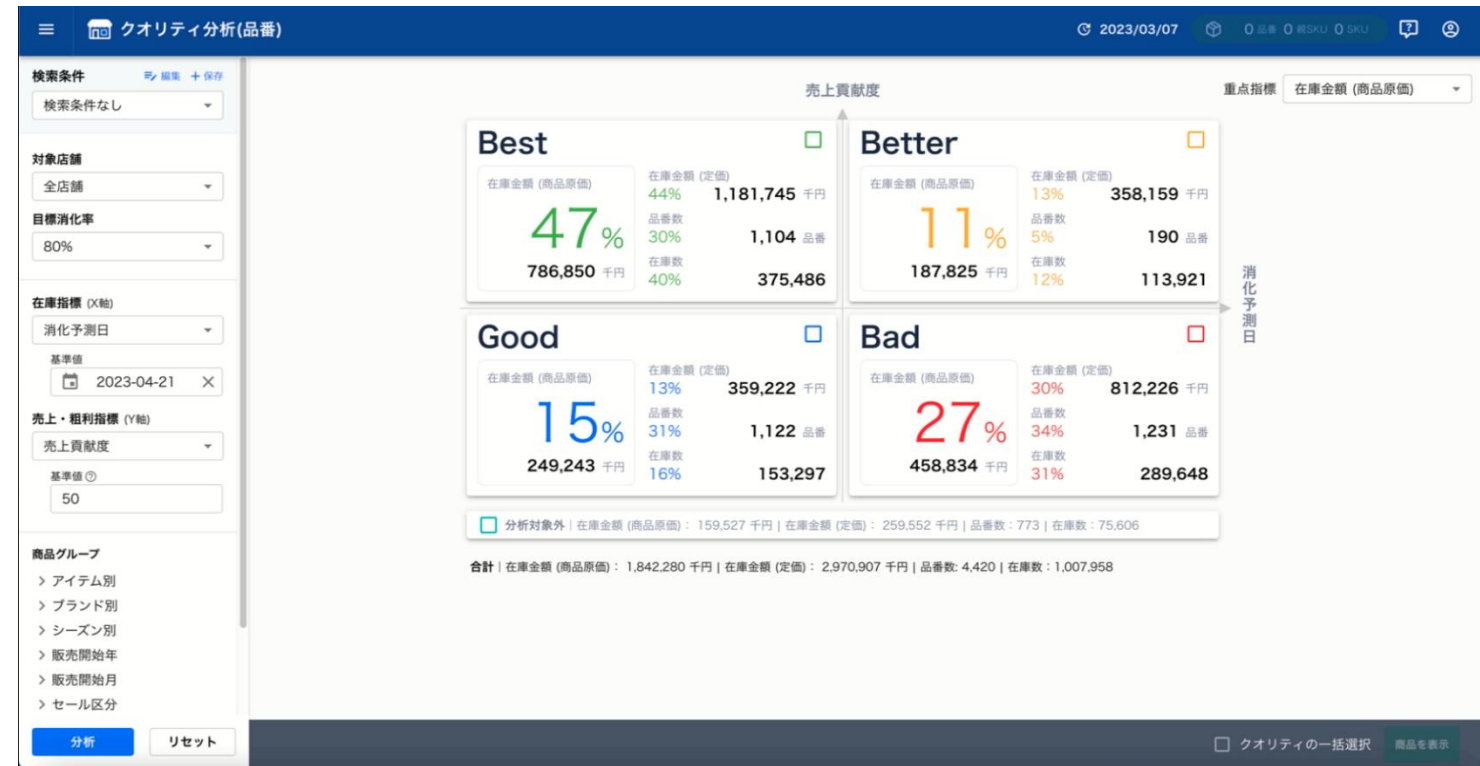 クオリティ分析(品番)
2023/03/07
0 品番 0 親SKU 0 SKU
検索条件
編集 + 保存
検索条件なし
対象店舗
全店舗
目標消化率
80%
在庫指標 (X軸)
消化予測日
基準値
2023-04-21
売上・粗利指標 (Y軸)
売上貢献度
基準値
50
商品グループ
アイテム別
ブランド別
シーズン別
販売開始年
販売開始月
セール区分
分析 リセット
売上貢献度
重点指標 在庫金額 (商品原価)
Best
在庫金額 (商品原価)
47%
786,850 千円
在庫金額 (定価)
44% 1,181,745 千円
品番数
30% 1,104 品番
在庫数
40% 375,486
Better
在庫金額 (商品原価)
11%
187,825 千円
在庫金額 (定価)
13% 358,159 千円
品番数
5% 190 品番
在庫数
12% 113,921
消化予測日
Good
在庫金額 (商品原価)
15%
249,243 千円
在庫金額 (定価)
13% 359,222 千円
品番数
31% 1,122 品番
在庫数
16% 153,297
Bad
在庫金額 (商品原価)
27%
458,834 千円
在庫金額 (定価)
30% 812,226 千円
品番数
34% 1,231 品番
在庫数
31% 289,648
分析対象外 | 在庫金額 (商品原価)： 159,527 千円 | 在庫金額 (定価)： 259,552 千円 | 品番数：773 | 在庫数：75,606
合計 | 在庫金額 (商品原価)： 1,842,280 千円 | 在庫金額 (定価)： 2,970,907 千円 | 品番数: 4,420 | 在庫数：1,007,958
クオリティの一括選択 商品を表示